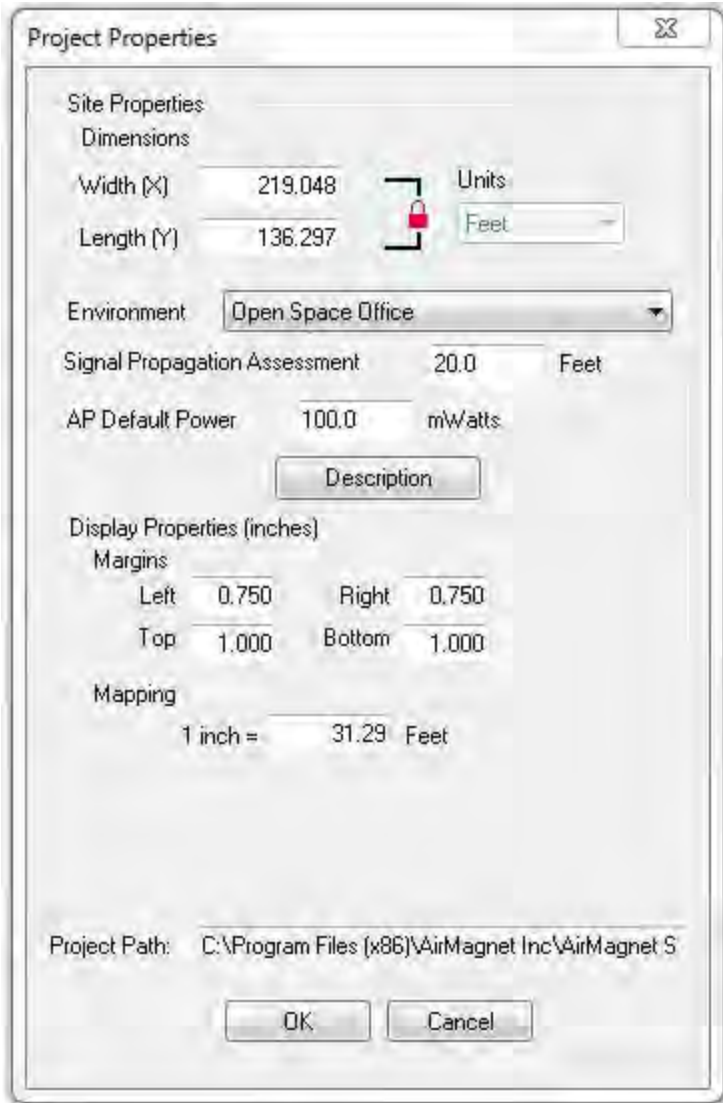 Project Properties
Site Properties
Dimensions
Width (X) 219.048 Units
Length (Y) 136.297 Feet
Environment Open Space Office
Signal Propagation Assessment 20.0 Feet
AP Default Power 100.0 mWatts
Description
Display Properties (inches)
Margins
Left 0.750 Right 0.750
Top 1.000 Bottom 1.000
Mapping
1 inch = 31.29 Feet
Project Path: C:\Program Files (x86)\AirMagnet Inc\AirMagnet S
OK Cancel